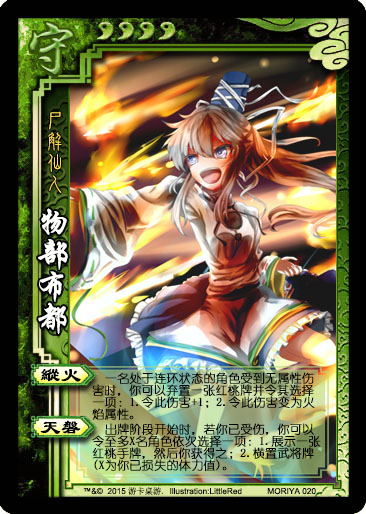 守
尸解仙人
物部布都
縱火
一名处于连环状态的角色受到无属性伤
害时，你可以弃置一张红桃牌并令其选择
一项：1.令此伤害+1；2.令此伤害变为火
焰属性。
天磐
出牌阶段开始时，若你已受伤，你可以
令至多X名角色依次选择一项：1.展示一张
红桃手牌，然后你获得之；2.横置武将牌
(X为你已损失的体力值)。
™&© 2015 游卡桌游. Illustration:LittleRed
MORIYA 020